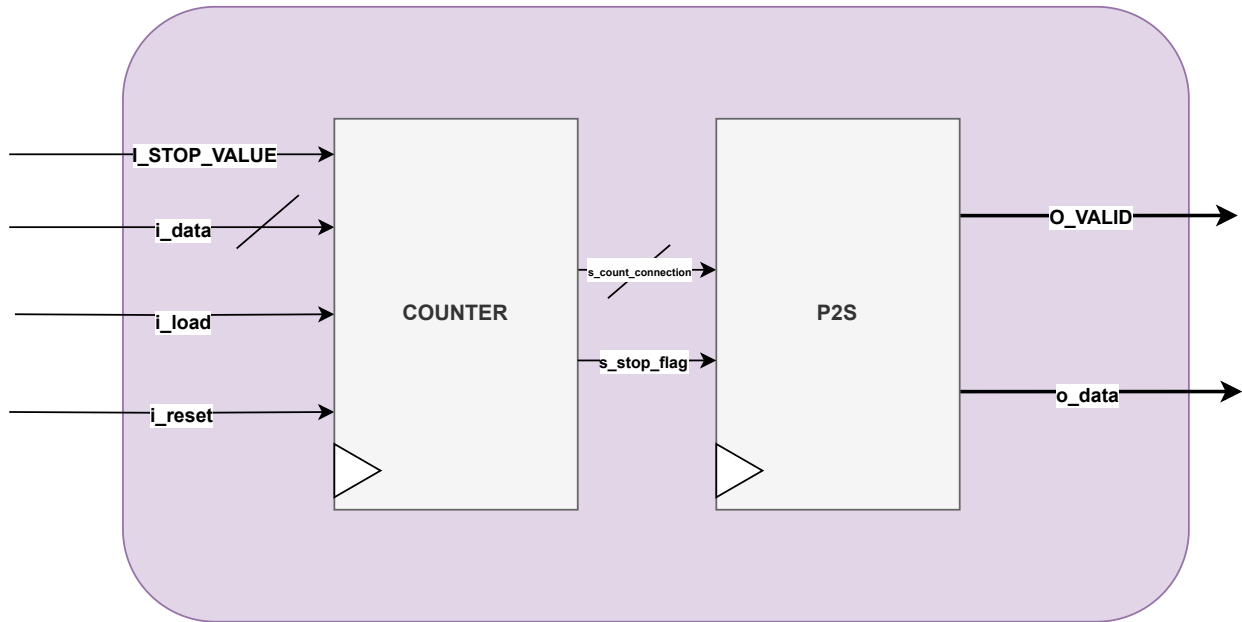 I_STOP_VALUE
i_data
i_load
i_reset
COUNTER
s_count_connection
s_stop_flag
P2S
O_VALID
o_data